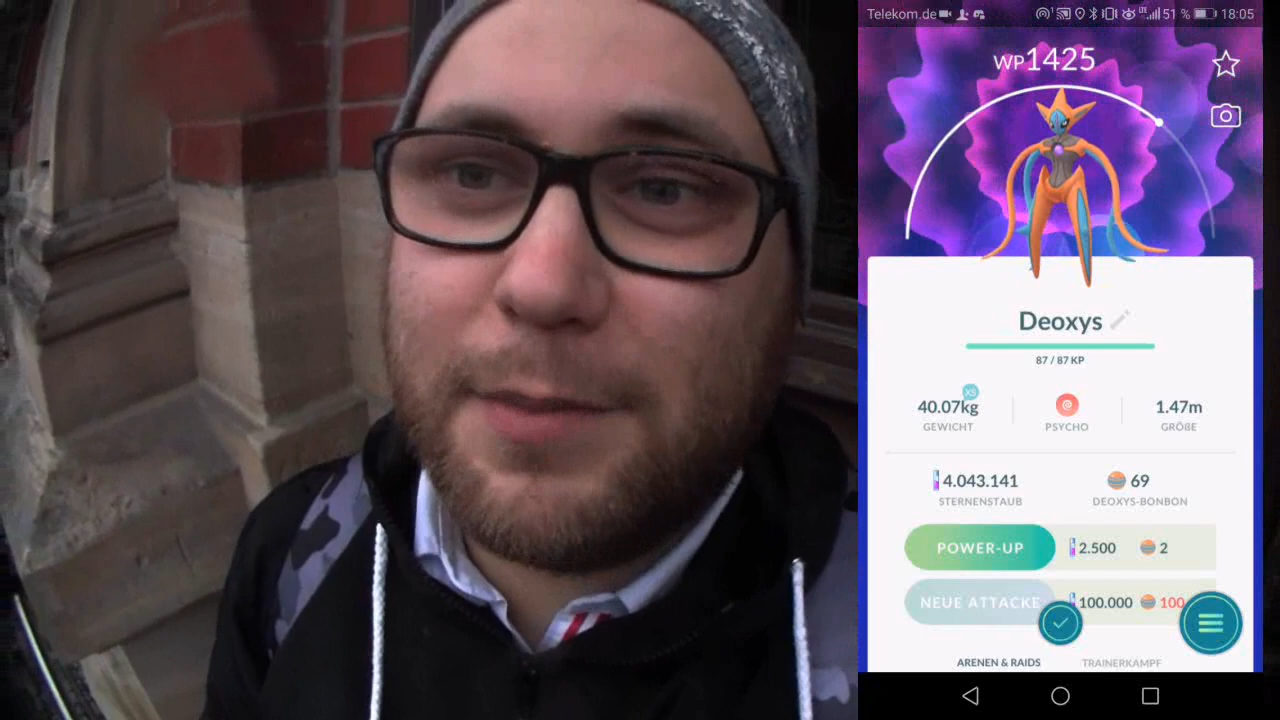 Telekom.de 51 % 18:05
WP1425
Deoxys
87 / 87 KP
XS
40.07kg 1.47m
GEWICHT PSYCHO GRÖßE
4.043.141 69
STERNENSTAUB DEOXYS-BONBON
POWER-UP 2.500 2
NEUE ATTACKE 100.000 100
ARENEN & RAIDS TRAINERKAMPF